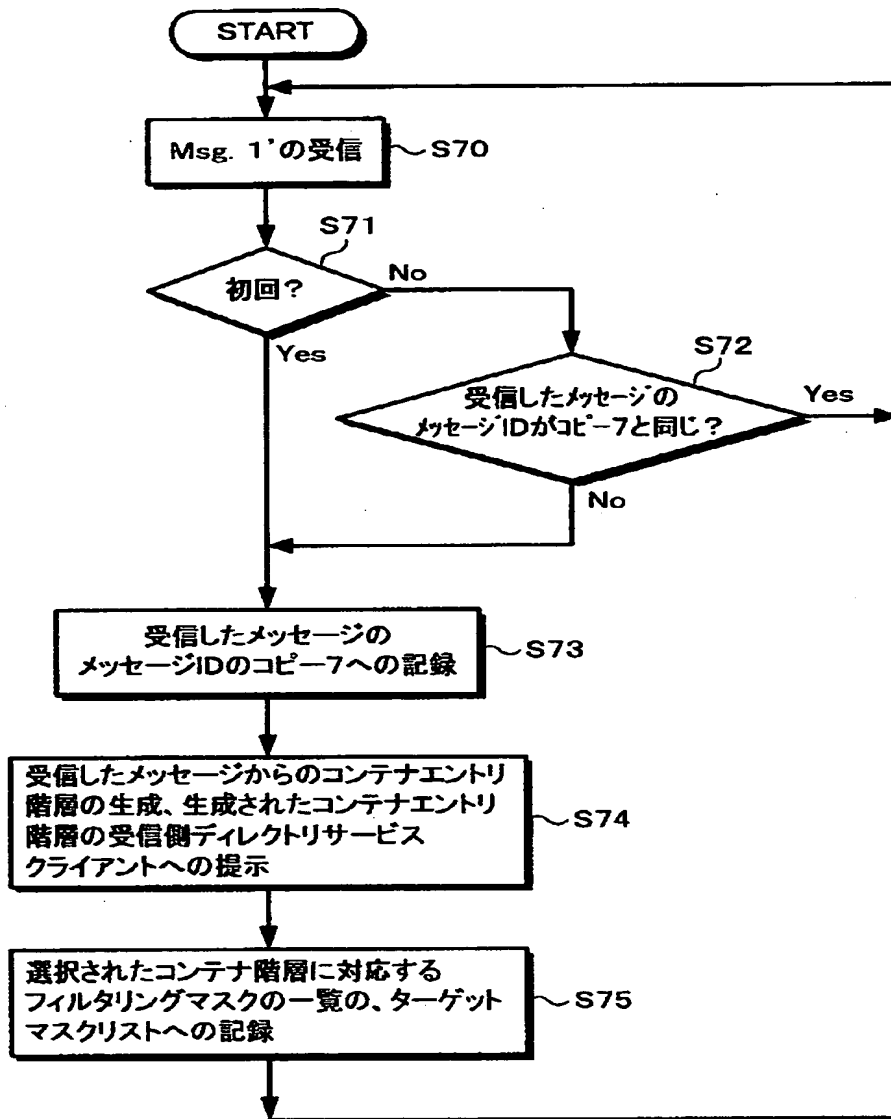 START
Msg. 1'の受信
S70
S71
初回?
No
Yes
S72
受信したメッセージの
メッセージIDがコピー7と同じ?
Yes
No
受信したメッセージの
メッセージIDのコピー7への記録
S73
受信したメッセージからのコンテナエントリ
階層の生成、生成されたコンテナエントリ
階層の受信側ディレクトリサービス
クライアントへの提示
S74
選択されたコンテナ階層に対応する
フィルタリングマスクの一覧の、ターゲット
マスクリストへの記録
S75